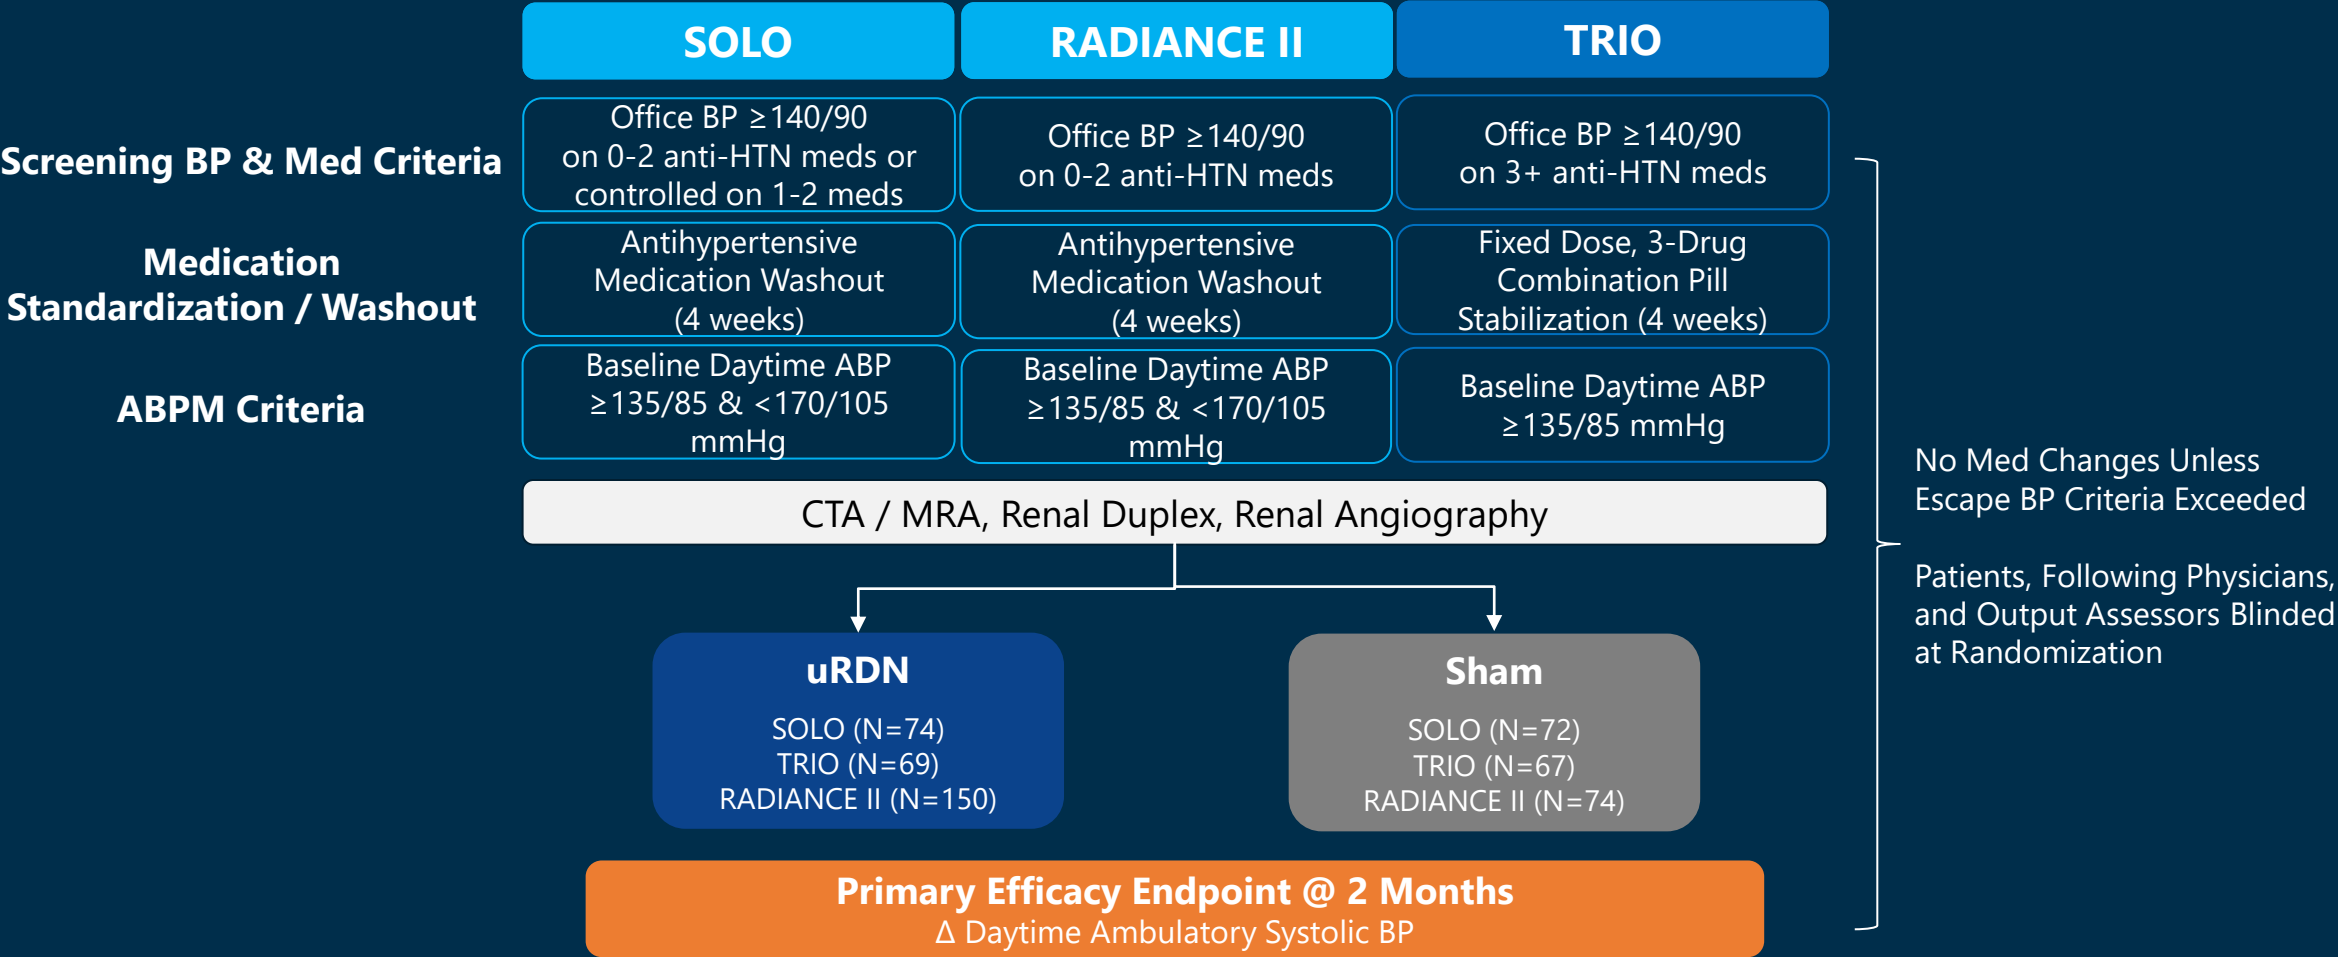 SOLO
RADIANCE II
TRIO
Screening BP & Med Criteria
Office BP ≥140/90
on 0-2 anti-HTN meds or
controlled on 1-2 meds
Office BP ≥140/90
on 0-2 anti-HTN meds
Office BP ≥140/90
on 3+ anti-HTN meds
Medication
Standardization / Washout
Antihypertensive
Medication Washout
(4 weeks)
Antihypertensive
Medication Washout
(4 weeks)
Fixed Dose, 3-Drug
Combination Pill
Stabilization (4 weeks)
ABPM Criteria
Baseline Daytime ABP
≥135/85 & <170/105
mmHg
Baseline Daytime ABP
≥135/85 & <170/105
mmHg
Baseline Daytime ABP
≥135/85 mmHg
CTA / MRA, Renal Duplex, Renal Angiography
uRDN
SOLO (N=74)
TRIO (N=69)
RADIANCE II (N=150)
Sham
SOLO (N=72)
TRIO (N=67)
RADIANCE II (N=74)
Primary Efficacy Endpoint @ 2 Months
Δ Daytime Ambulatory Systolic BP
No Med Changes Unless
Escape BP Criteria Exceeded
Patients, Following Physicians,
and Output Assessors Blinded
at Randomization